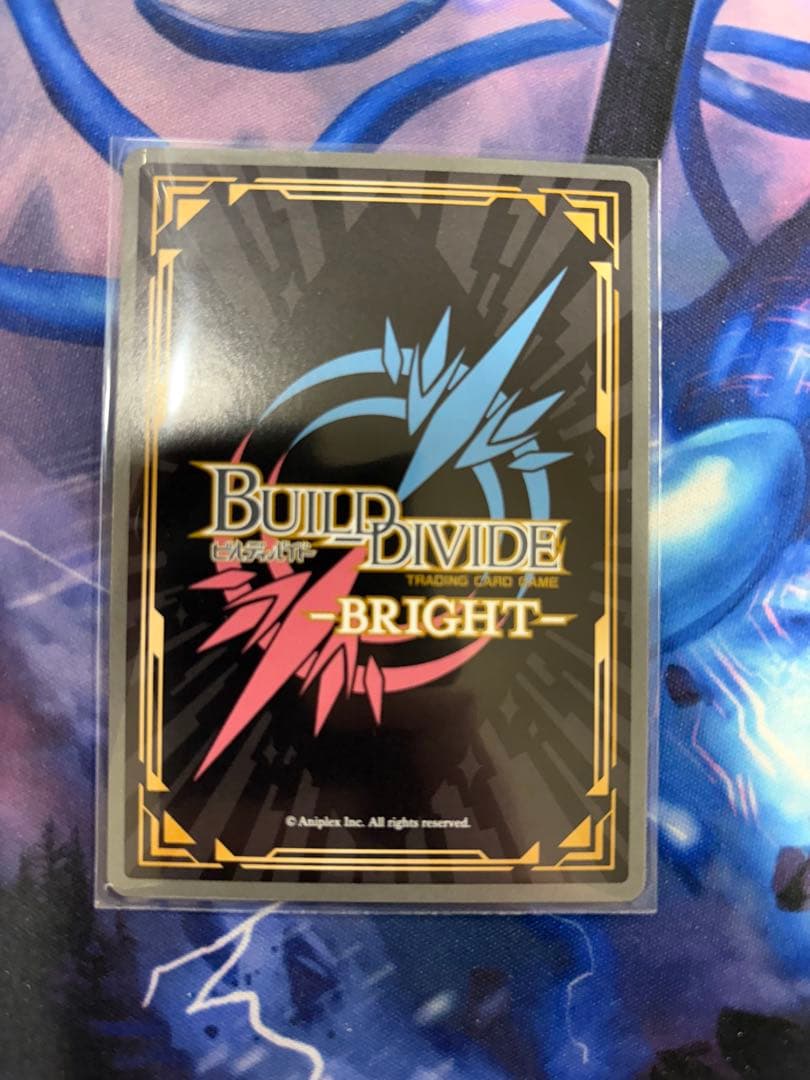 BUILD DIVIDE
ビルディバイド
TRADING CARD GAME
-BRIGHT-
© Aniplex Inc. All rights reserved.